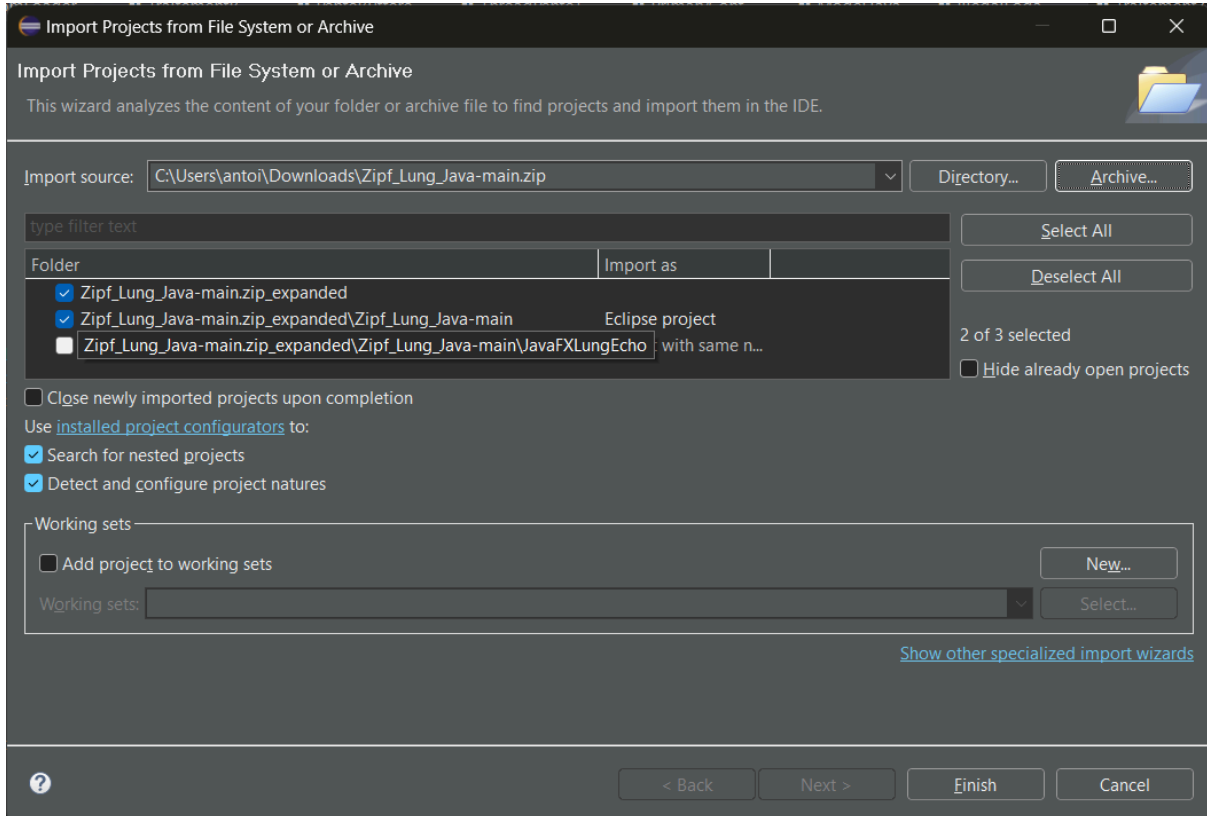 Import Projects from File System or Archive
Import Projects from File System or Archive
This wizard analyzes the content of your folder or archive file to find projects and import them in the IDE.
Import source: C:\Users\antoi\Downloads\Zipf_Lung_Java-main.zip Directory... Archive...
type filter text Select All
Folder Import as Deselect All
Zipf_Lung_Java-main.zip_expanded
Zipf_Lung_Java-main.zip_expanded\Zipf_Lung_Java-main Eclipse project
Zipf_Lung_Java-main.zip_expanded\Zipf_Lung_Java-main\JavaFXLungEcho with same n...
2 of 3 selected
Hide already open projects
Close newly imported projects upon completion
Use installed project configurators to:
Search for nested projects
Detect and configure project natures
Working sets
Add project to working sets New...
Working sets: Select...
Show other specialized import wizards
? < Back Next > Finish Cancel